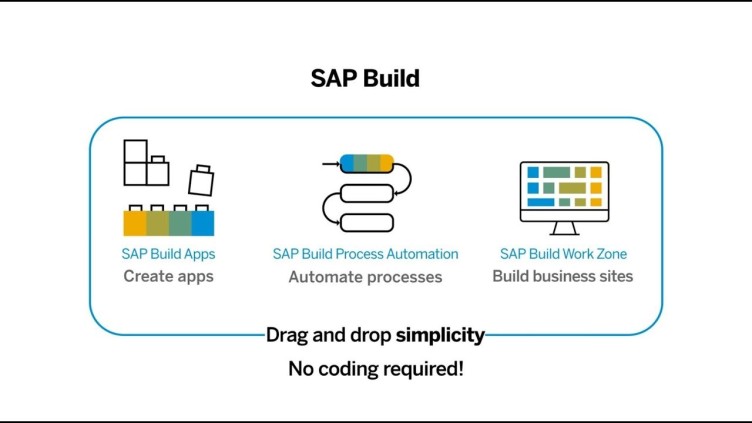 SAP Build
SAP Build Apps
Create apps
SAP Build Process Automation
Automate processes
SAP Build Work Zone
Build business sites
Drag and drop simplicity
No coding required!